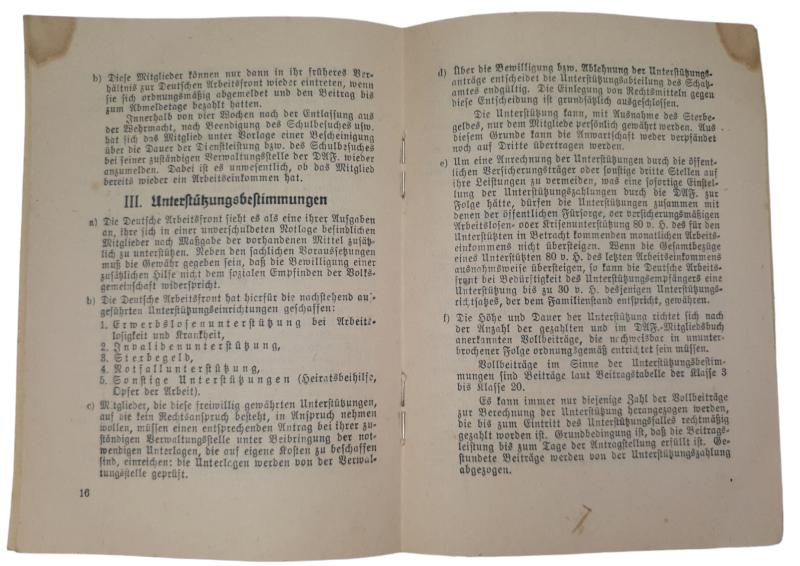 b) Diese Mitglieder können nur dann in ihr früheres Ver-
hältnis zur Deutschen Arbeitsfront wieder eintreten, wenn
sie sich ordnungsmäßig abgemeldet und den Beitrag bis
zum Abmeldetage bezahlt hatten.
Innerhalb von vier Wochen nach der Entlassung aus
der Wehrmacht, nach Beendigung des Schulbesuches usw.
hat sich das Mitglied unter Vorlage einer Bescheinigung
über die Dauer der Dienstleistung bzw. des Schulbesuches
bei seiner zuständigen Verwaltungsstelle der DAF. wieder
anzumelden. Dabei ist es unwesentlich, ob das Mitglied
bereits wieder ein Arbeitseinkommen hat.
III. Unterstützungsbestimmungen
a) Die Deutsche Arbeitsfront sieht es als eine ihrer Aufgaben
an, ihre sich in einer unverschuldeten Notlage befindlichen
Mitglieder nach Maßgabe der vorhandenen Mittel zusätz-
lich zu unterstützen. Neben den sachlichen Voraussetzungen
muß die Gewähr gegeben sein, daß die Bewilligung einer
zusätzlichen Hilfe nicht dem sozialen Empfinden der Volks-
gemeinschaft widerspricht.
b) Die Deutsche Arbeitsfront hat hierfür die nachstehend auf-
geführten Unterstützungseinrichtungen geschaffen:
1. Erwerbslosenunterstützung bei Arbeits-
losigkeit und Krankheit,
2. Invalidenunterstützung,
3. Sterbegeld,
4. Notfallunterstützung,
5. Sonstige Unterstützungen (Heiratsbeihilfe,
Opfer der Arbeit).
c) Mitglieder, die diese freiwillig gewährten Unterstützungen,
auf die kein Rechtsanspruch besteht, in Anspruch nehmen
wollen, müssen einen entsprechenden Antrag bei ihrer zu-
ständigen Verwaltungsstelle unter Beibringung der not-
wendigen Unterlagen, die auf eigene Kosten zu beschaffen
sind, einreichen; die Unterlagen werden von der Verwal-
tungsstelle geprüft.
16
d) Über die Bewilligung bzw. Ablehnung der Unterstützungs-
anträge entscheidet die Unterstützungsabteilung des Schatz-
amtes endgültig. Die Einlegung von Rechtsmitteln gegen
diese Entscheidung ist grundsätzlich ausgeschlossen.
Die Unterstützung kann, mit Ausnahme des Sterbe-
geldes, nur dem Mitgliede persönlich gewährt werden. Aus
diesem Grunde kann die Anwartschaft weder verpfändet
noch auf Dritte übertragen werden.
e) Um eine Anrechnung der Unterstützungen durch die öffent-
lichen Versicherungsträger oder sonstige dritte Stellen auf
ihre Leistungen zu vermeiden, was eine sofortige Einstel-
lung der Unterstützungszahlungen durch die DAF. zur
Folge hätte, dürfen die Unterstützungen zusammen mit
denen der öffentlichen Fürsorge, der versicherungsmäßigen
Arbeitslosen- oder Krisenunterstützung 80 v. H. des für den
Unterstützten in Betracht kommenden monatlichen Arbeits-
einkommens nicht übersteigen. Wenn die Gesamtbezüge
eines Unterstützten 80 v. H. des letzten Arbeitseinkommens
ausnahmsweise übersteigen, so kann die Deutsche Arbeits-
front bei Bedürftigkeit des Unterstützungsempfängers eine
Unterstützung bis zu 30 v. H. desjenigen Unterstützungs-
richtsatzes, der dem Familienstand entspricht, gewähren.
f) Die Höhe und Dauer der Unterstützung richtet sich nach
der Anzahl der gezahlten und im DAF.-Mitgliedsbuch
anerkannten Vollbeiträge, die nachweisbar in ununter-
brochener Folge ordnungsgemäß entrichtet sein müssen.
Vollbeiträge im Sinne der Unterstützungsbestim-
mungen sind Beiträge laut Beitragstabelle der Klasse 3
bis Klasse 20.
Es kann immer nur diejenige Zahl der Vollbeiträge
zur Berechnung der Unterstützung herangezogen werden,
die bis zum Eintritt des Unterstützungsfalles rechtmäßig
gezahlt worden ist. Grundbedingung ist, daß die Beitrags-
leistung bis zum Tage der Antragstellung erfüllt ist. Ge-
stundete Beiträge werden von der Unterstützungszahlung
abgezogen.